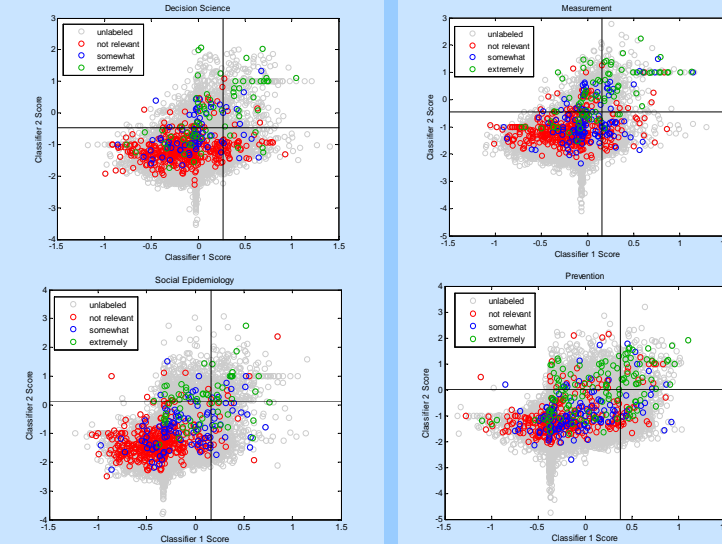 Decision Science
unlabeled
not relevant
somewhat
extremely
3
2
1
0
-1
-2
-3
-4
-1.5
-1
-0.5
0
0.5
1
1.5
Classifier 1 Score
Classifier 2 Score
Measurement
unlabeled
not relevant
somewhat
extremely
3
2
1
0
-1
-2
-3
-4
-5
-1.5
-1
-0.5
0
0.5
1
Classifier 1 Score
Classifier 2 Score
Social Epidemiology
unlabeled
not relevant
somewhat
extremely
4
3
2
1
0
-1
-2
-3
-4
-1.5
-1
-0.5
0
0.5
1
1.5
Classifier 1 Score
Classifier 2 Score
Prevention
unlabeled
not relevant
somewhat
extremely
4
3
2
1
0
-1
-2
-3
-4
-5
-1.5
-1
-0.5
0
0.5
1
Classifier 1 Score
Classifier 2 Score